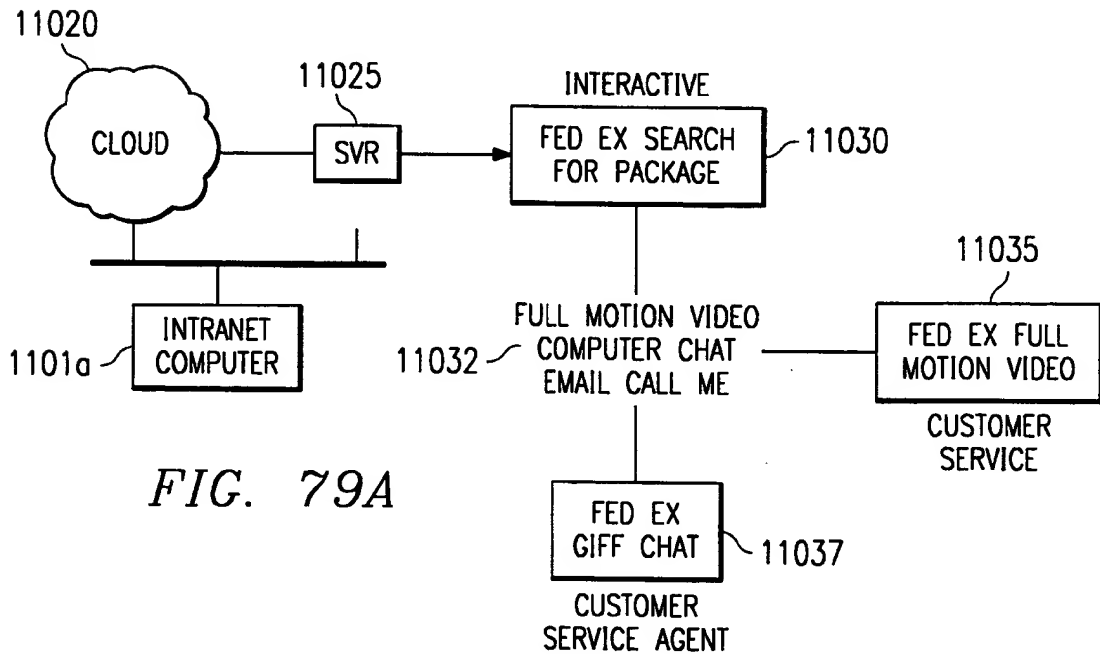 11020
CLOUD
11025
SVR
INTERACTIVE
FED EX SEARCH
FOR PACKAGE
11030
INTRANET
COMPUTER
1101a
FULL MOTION VIDEO
COMPUTER CHAT
EMAIL CALL ME
11032
11035
FED EX FULL
MOTION VIDEO
CUSTOMER
SERVICE
FED EX
GIFF CHAT
11037
CUSTOMER
SERVICE AGENT
FIG. 79A